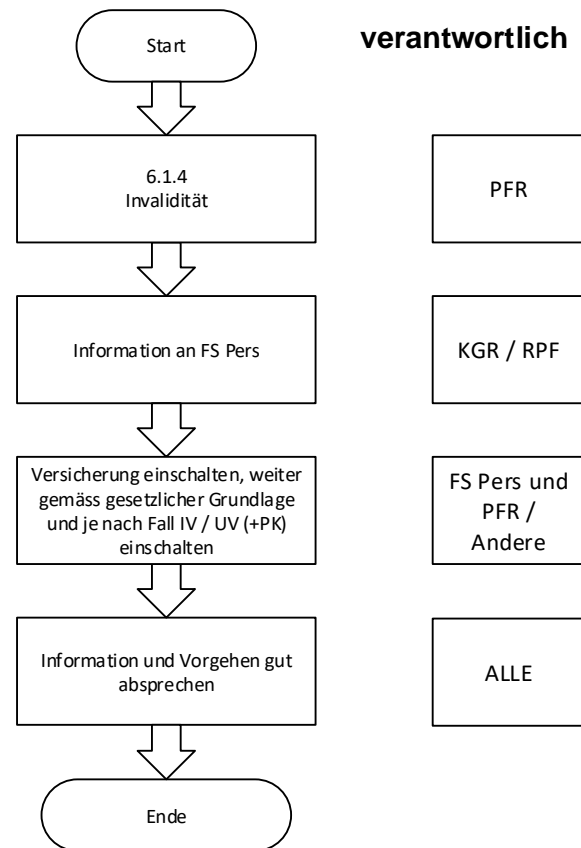 Start
verantwortlich
6.1.4
Invalidität
PFR
Information an FS Pers
KGR / RPF
Versicherung einschalten, weiter
gemäss gesetzlicher Grundlage
und je nach Fall IV / UV (+PK)
einschalten
FS Pers und
PFR /
Andere
Information und Vorgehen gut
absprechen
ALLE
Ende